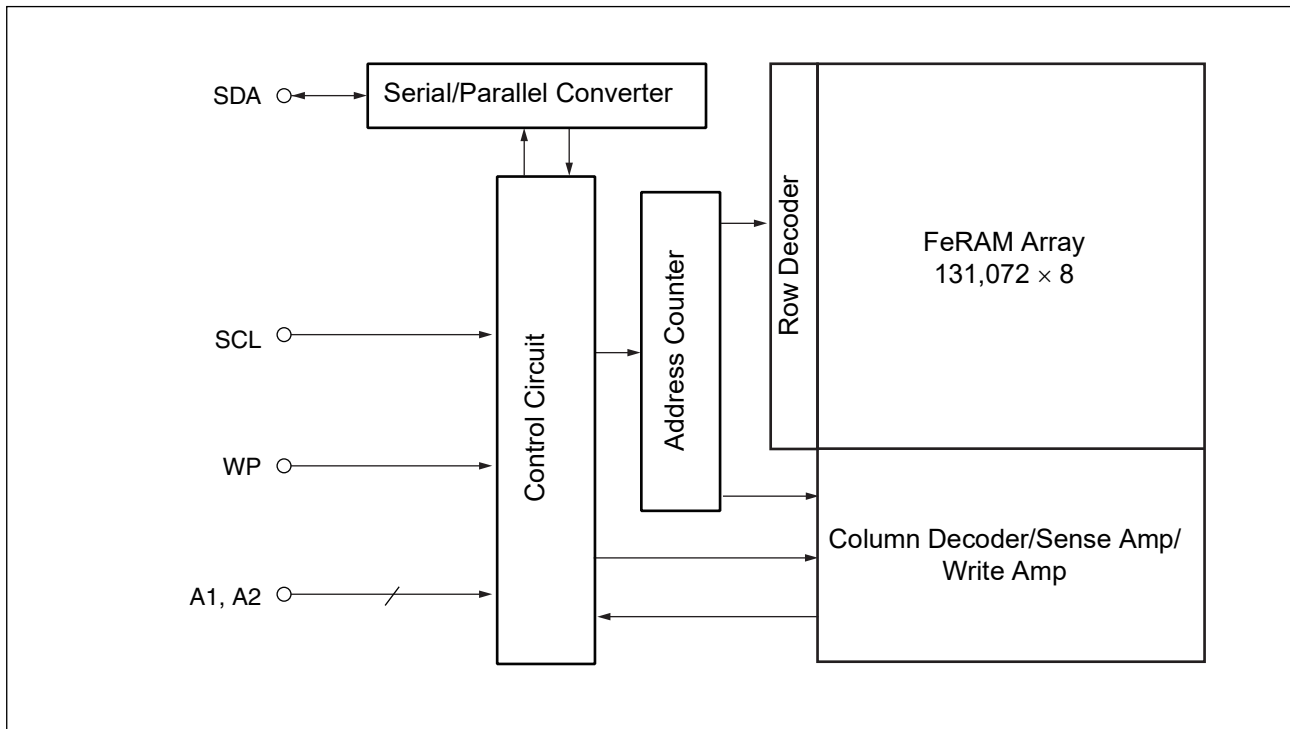 SDA
Serial/Parallel Converter
SCL
WP
A1, A2
Control Circuit
Address Counter
Row Decoder
FeRAM Array
131,072 × 8
Column Decoder/Sense Amp/
Write Amp